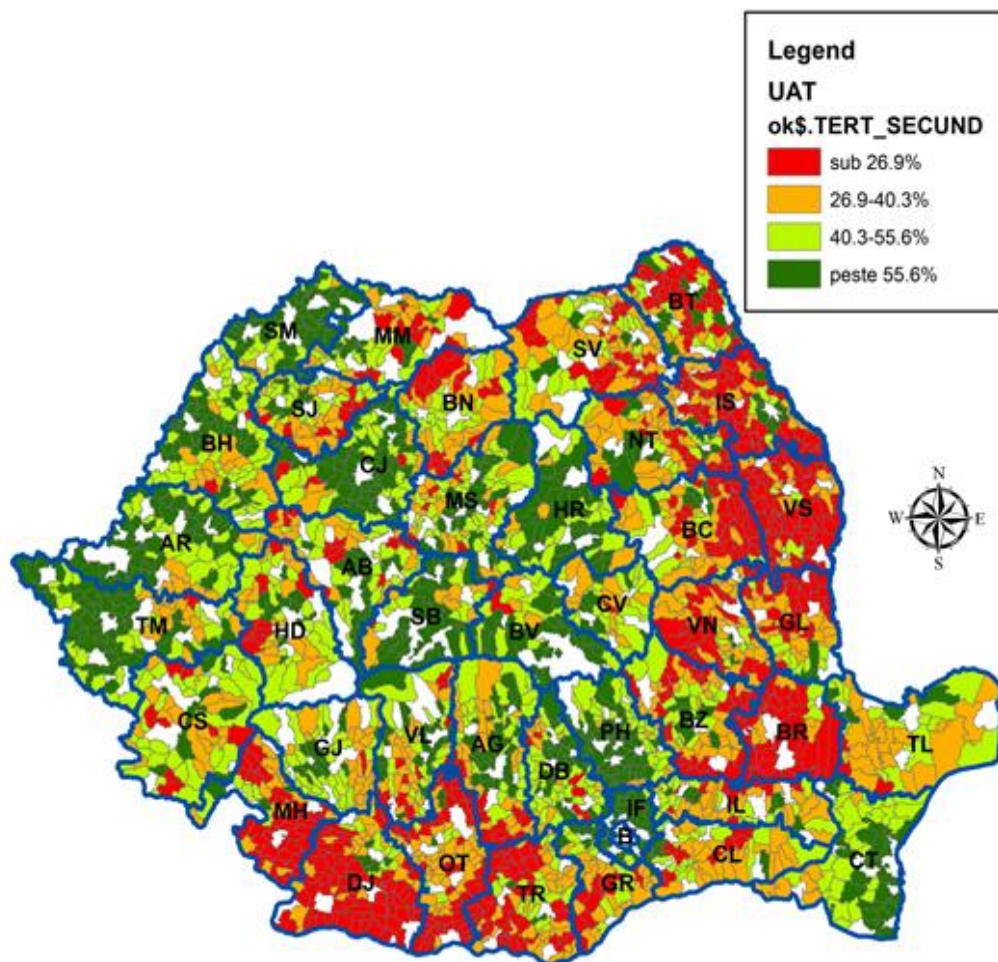 Legend
UAT
ok$.TERT_SECUND
sub 26.9%
26.9-40.3%
40.3-55.6%
peste 55.6%
BT
SM
MM
SV
SJ
BN
IS
BH
CJ
NT
MS
HR
BC
VS
N
W E
S
AR
AB
TM
HD
SB
BV
CV
VN
GL
CS
GJ
VL
AG
PH
BZ
BR
TL
DB
MH
IF
IL
B
DJ
OT
TR
GR
CL
CT